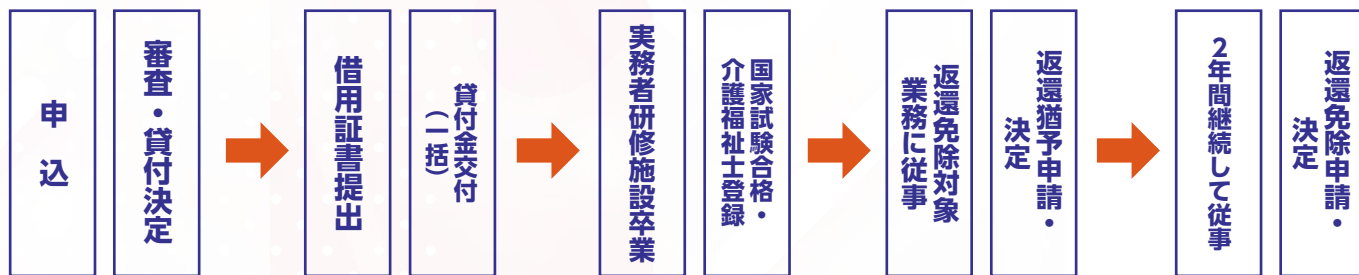 申込
審査・貸付決定
借用証書提出
貸付金交付
（一括）
実務者研修施設卒業
国家試験合格・
介護福祉士登録
返還免除対象
業務に従事
返還猶予申請・
決定
2年間継続して従事
返還免除申請・
決定